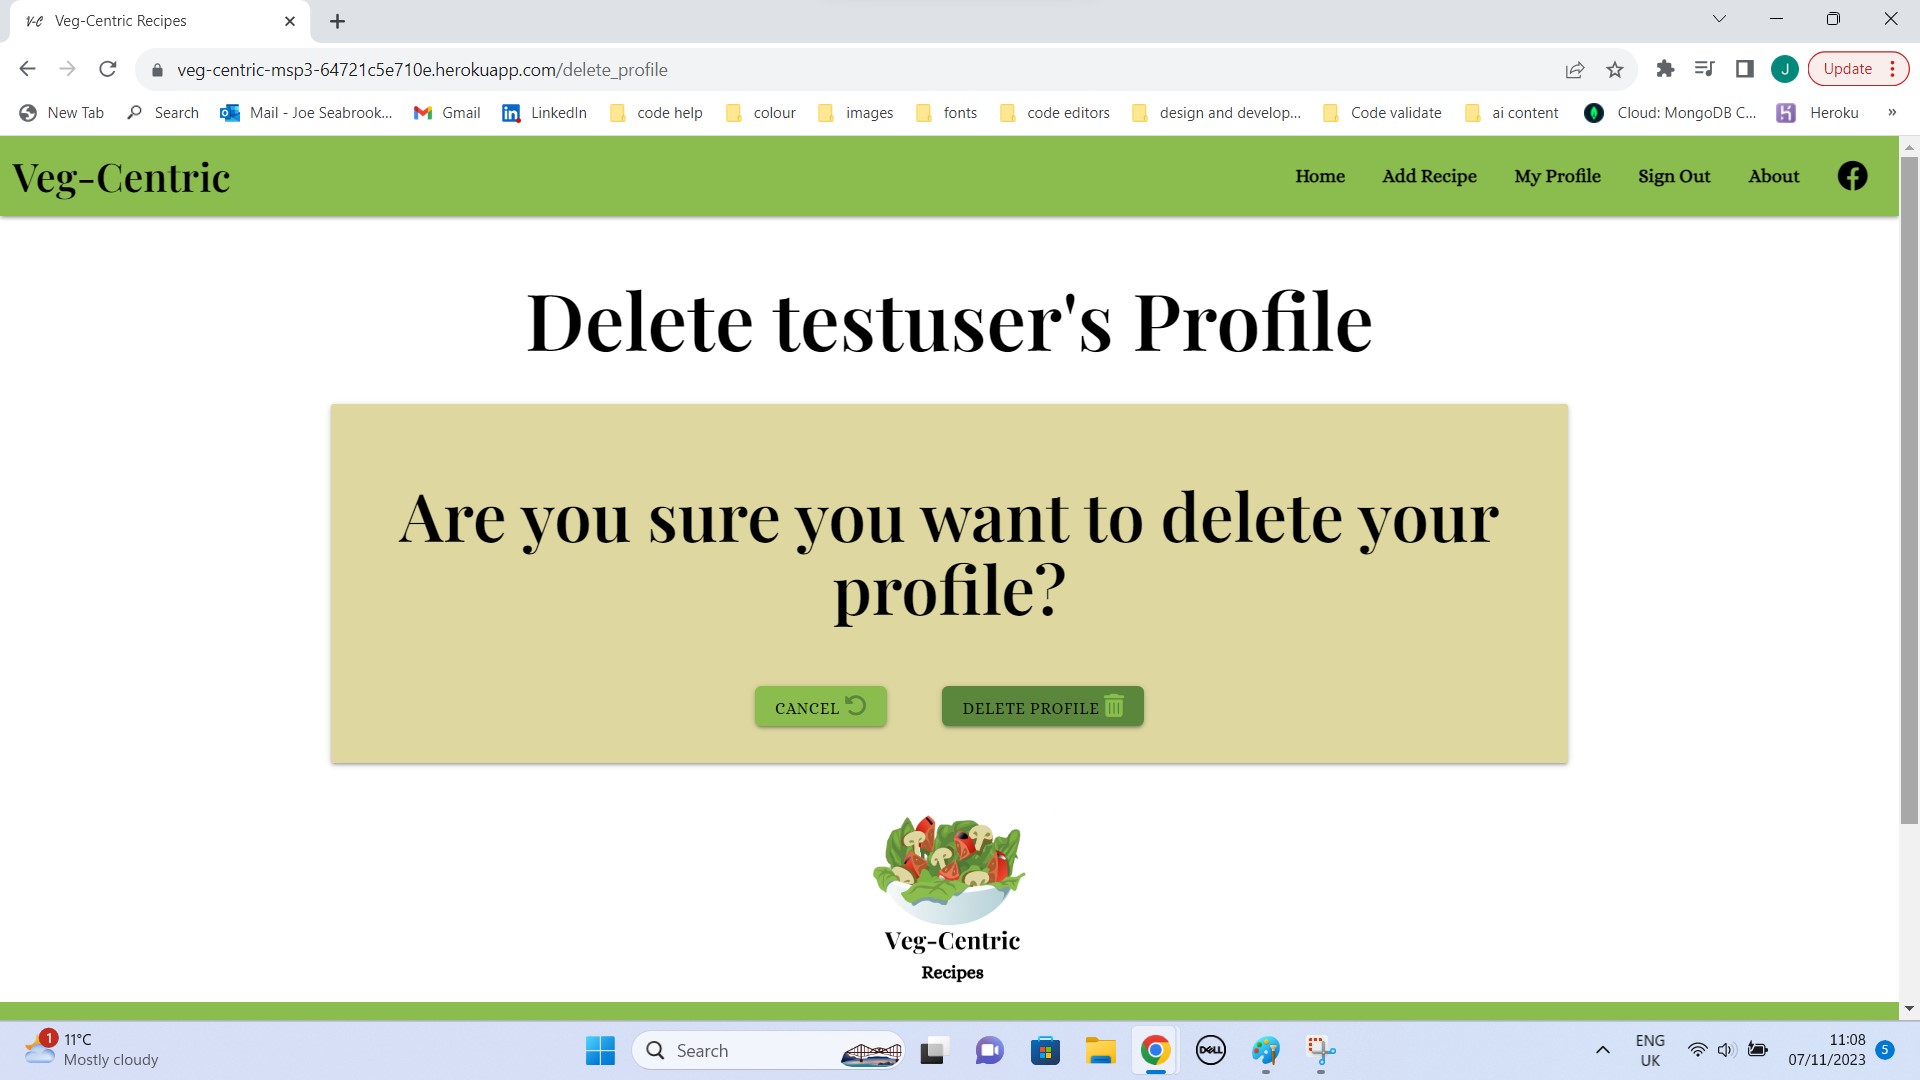 V-C Veg-Centric Recipes
veg-centric-msp3-64721c5e710e.herokuapp.com/delete_profile
J
Update
New Tab Search Mail - Joe Seabrook... Gmail LinkedIn code help colour images fonts code editors design and develop... Code validate ai content Cloud: MongoDB C... Heroku »
Veg-Centric
Home Add Recipe My Profile Sign Out About
Delete testuser's Profile
Are you sure you want to delete your
profile?
CANCEL DELETE PROFILE
Veg-Centric
Recipes
1
11°C
Mostly cloudy
Search
DELL
ENG
UK
11:08
07/11/2023
5